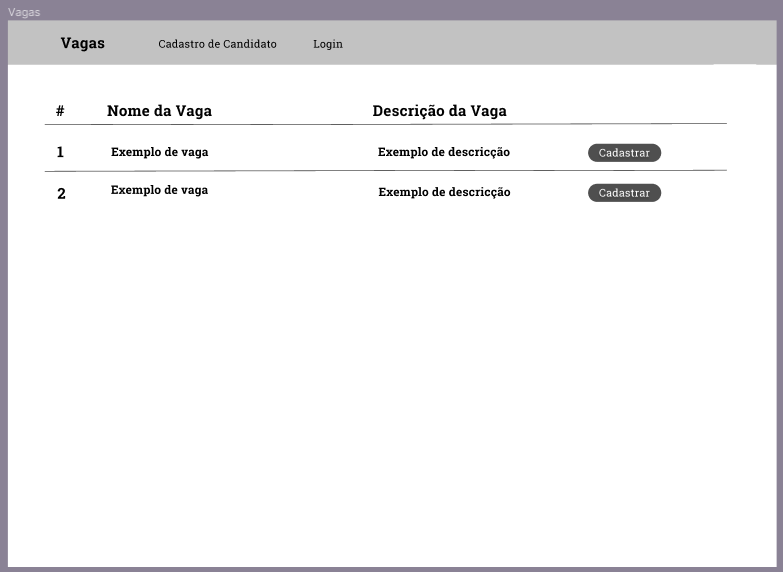 Vagas
Vagas Cadastro de Candidato Login
# Nome da Vaga Descrição da Vaga
1 Exemplo de vaga Exemplo de descricção Cadastrar
2 Exemplo de vaga Exemplo de descricção Cadastrar